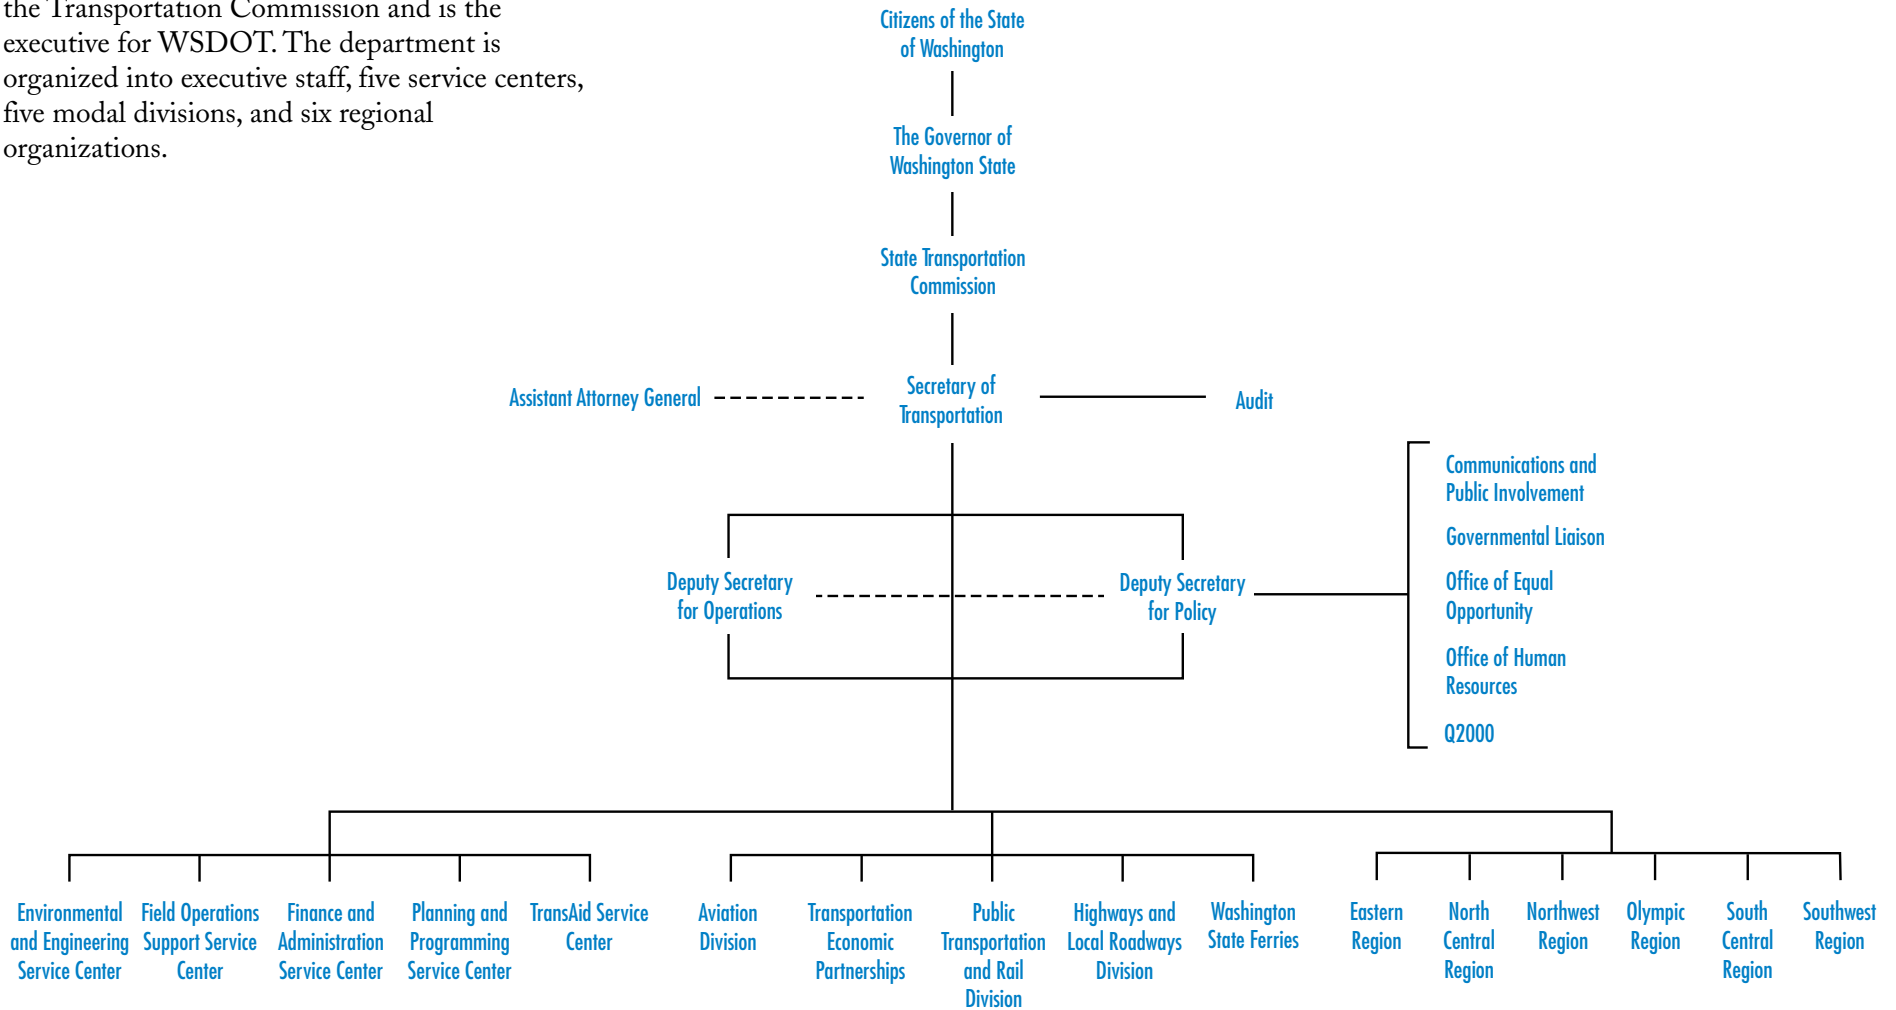 the Transportation Commission and is the
executive for WSDOT. The department is
organized into executive staff, five service centers,
five modal divisions, and six regional
organizations.
Citizens of the State
of Washington
The Governor of
Washington State
State Transportation
Commission
Assistant Attorney General
Secretary of
Transportation
Audit
Deputy Secretary
for Operations
Deputy Secretary
for Policy
Communications and
Public Involvement
Governmental Liaison
Office of Equal
Opportunity
Office of Human
Resources
Q2000
Environmental
and Engineering
Service Center
Field Operations
Support Service
Center
Finance and
Administration
Service Center
Planning and
Programming
Service Center
TransAid Service
Center
Aviation
Division
Transportation
Economic
Partnerships
Public
Transportation
and Rail
Division
Highways and
Local Roadways
Division
Washington
State Ferries
Eastern
Region
North
Central
Region
Northwest
Region
Olympic
Region
South
Central
Region
Southwest
Region